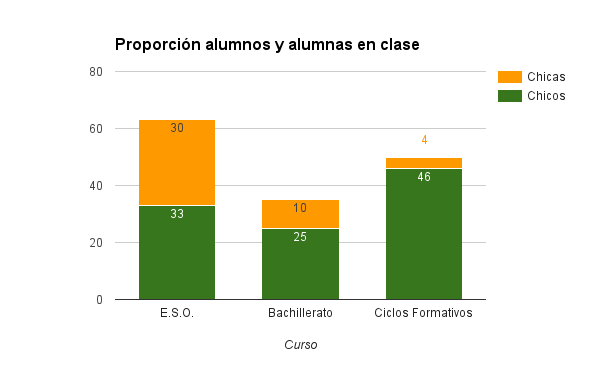 Proporción alumnos y alumnas en clase
80
60
40
20
0
Chicas
Chicos
30
33
10
25
4
46
E.S.O.
Bachillerato
Ciclos Formativos
Curso